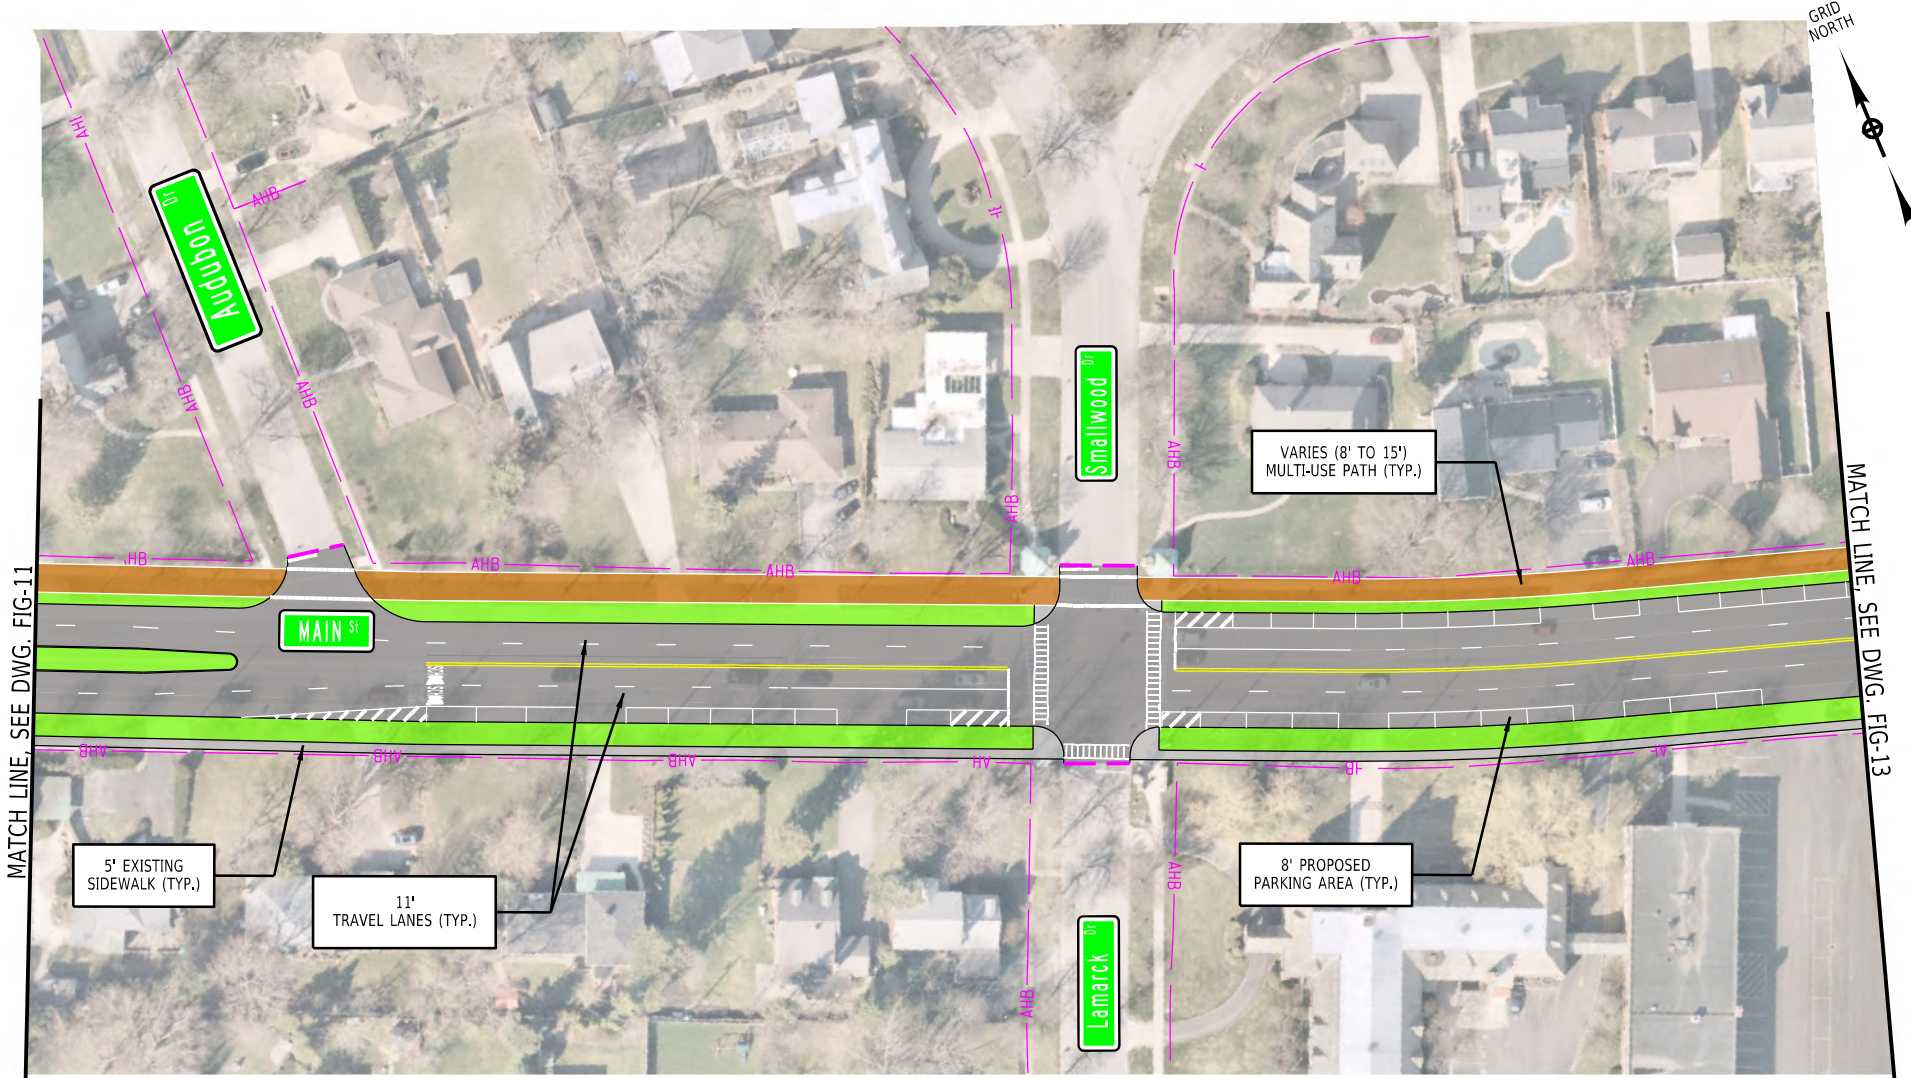 GRID
NORTH
Audubon Dr
AHB
AHB
AHB
Smallwood Dr
VARIES (8' TO 15')
MULTI-USE PATH (TYP.)
AHB
AHB
AHB
AHB
AHB
AHB
MATCH LINE, SEE DWG. FIG-11
MAIN St
MATCH LINE, SEE DWG. FIG-13
AHB
AHB
AHB
5' EXISTING
SIDEWALK (TYP.)
11'
TRAVEL LANES (TYP.)
8' PROPOSED
PARKING AREA (TYP.)
AHB
AHB
Lamarck Dr